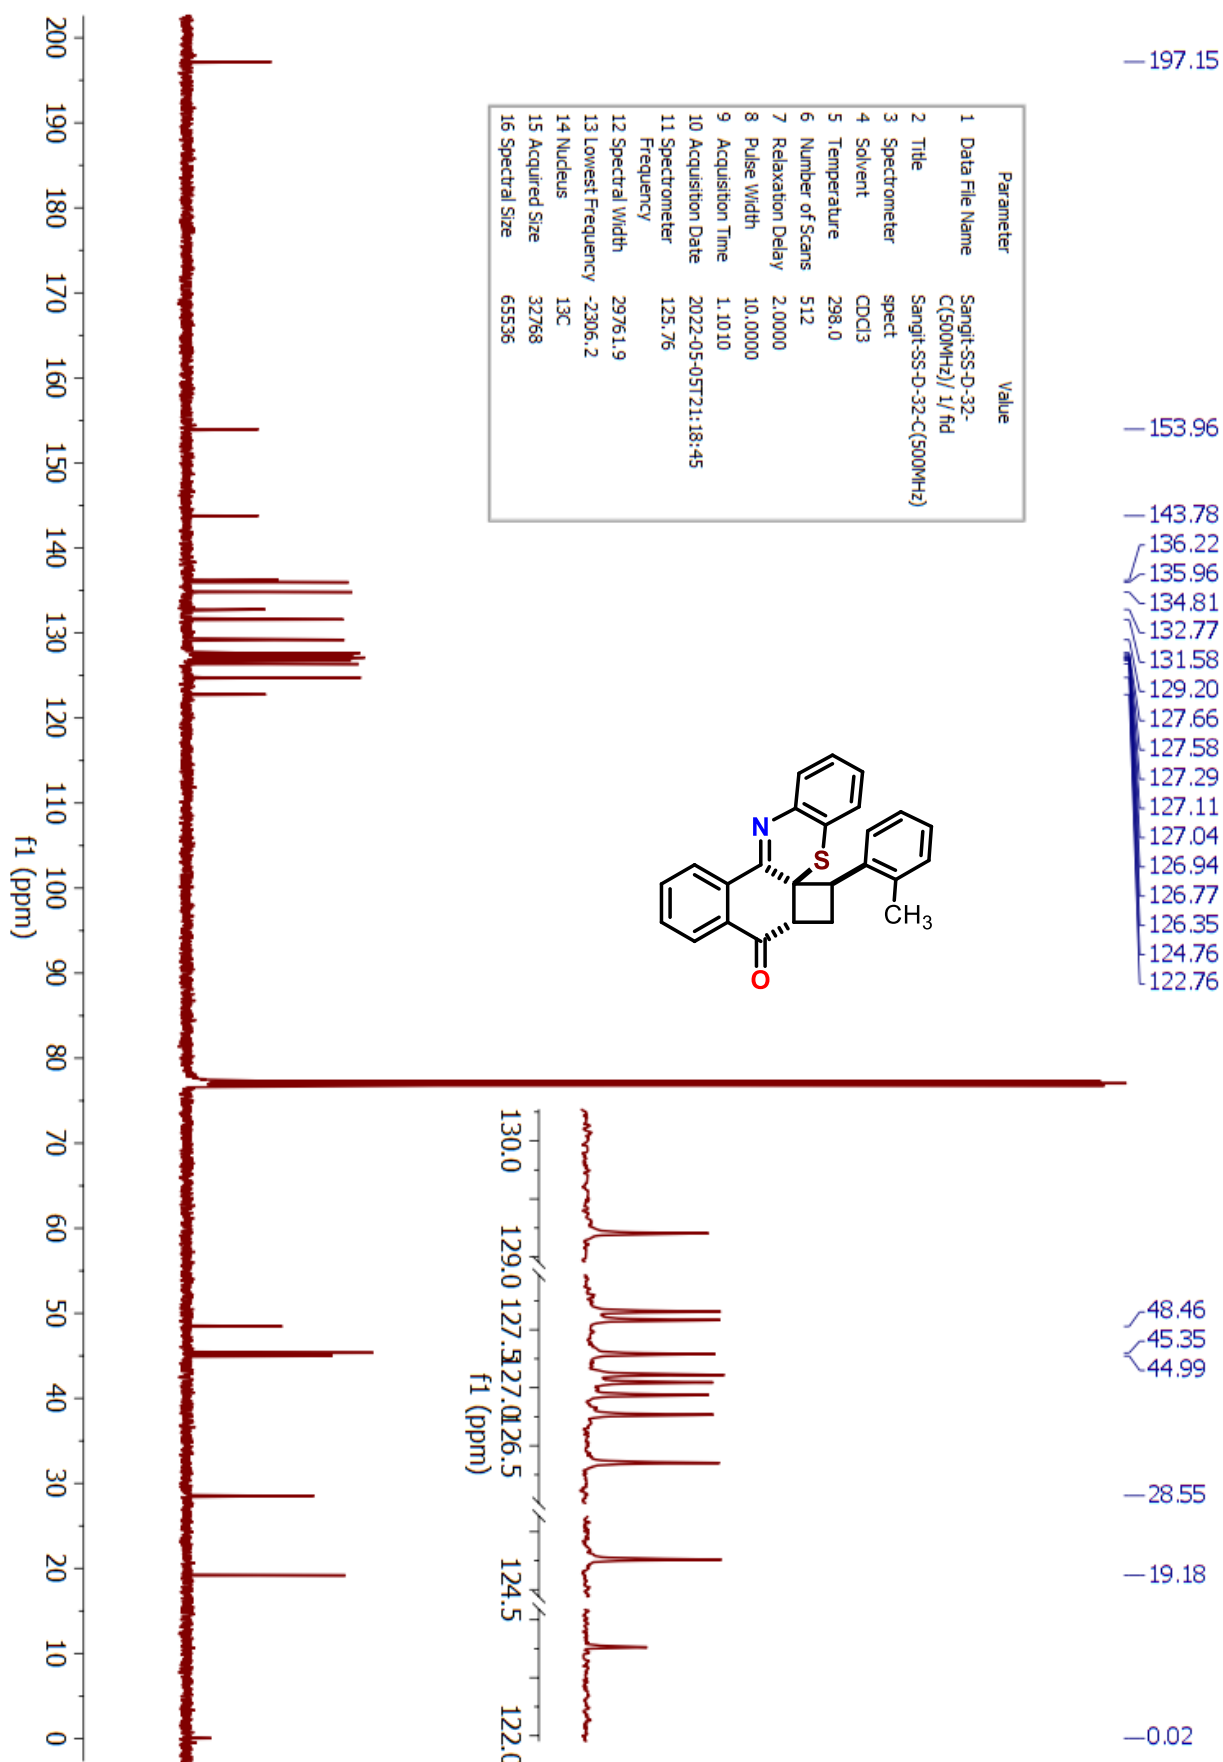 197.15
153.96
143.78
136.22
135.96
134.81
132.77
131.58
129.20
127.66
127.58
127.29
127.11
127.04
126.94
126.77
126.35
124.76
122.76
48.46
45.35
44.99
28.55
19.18
0.02
Parameter Value
1 Data File Name Sangit-SS-D-32-
C(500MHz)/ 1/ fid
2 Title Sangit-SS-D-32-C(500MHz)
3 Spectrometer spect
4 Solvent CDCl3
5 Temperature 298.0
6 Number of Scans 512
7 Relaxation Delay 2.0000
8 Pulse Width 10.0000
9 Acquisition Time 1.1010
10 Acquisition Date 2022-05-05T21:18:45
11 Spectrometer 125.76
Frequency
12 Spectral Width 29761.9
13 Lowest Frequency -2306.2
14 Nucleus 13C
15 Acquired Size 32768
16 Spectral Size 65536
N
S
CH3
O
130.0 129.0 127.5 127.0 126.5 124.5 122.0
f1 (ppm)
200 190 180 170 160 150 140 130 120 110 100 90 80 70 60 50 40 30 20 10 0
f1 (ppm)